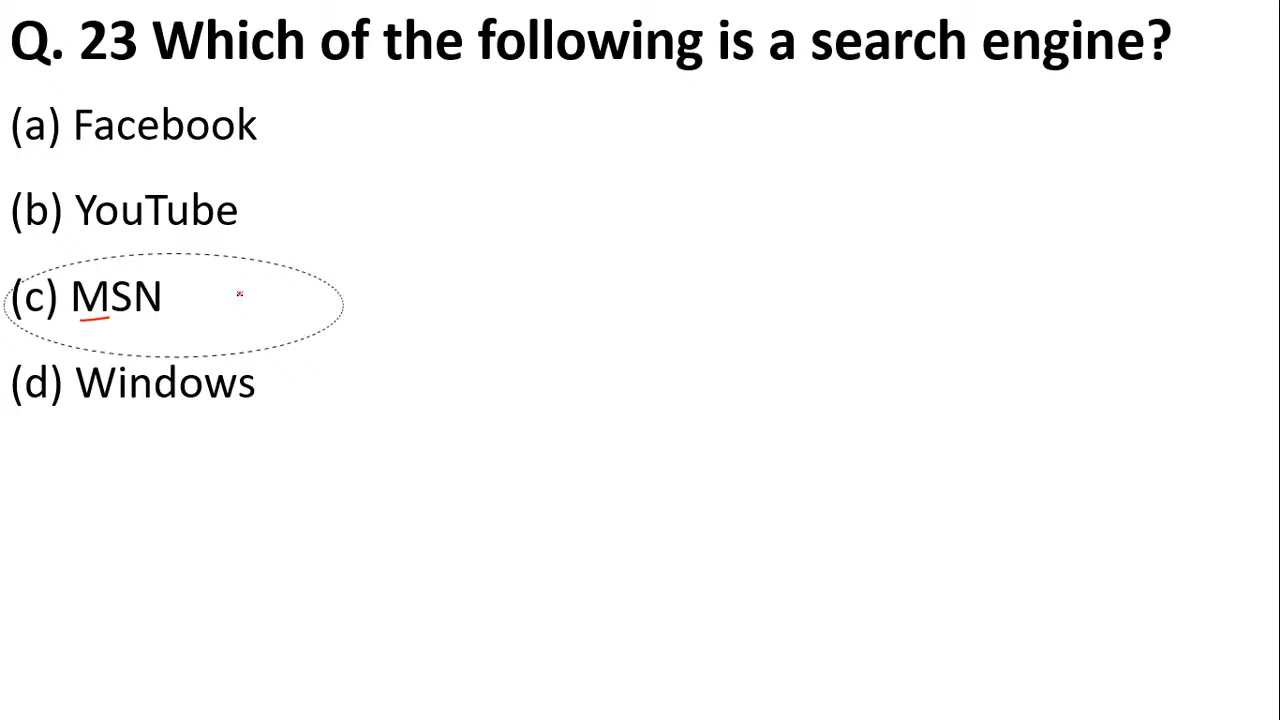 Q. 23 Which of the following is a search engine?
(a) Facebook
(b) YouTube
(c) MSN
(d) Windows